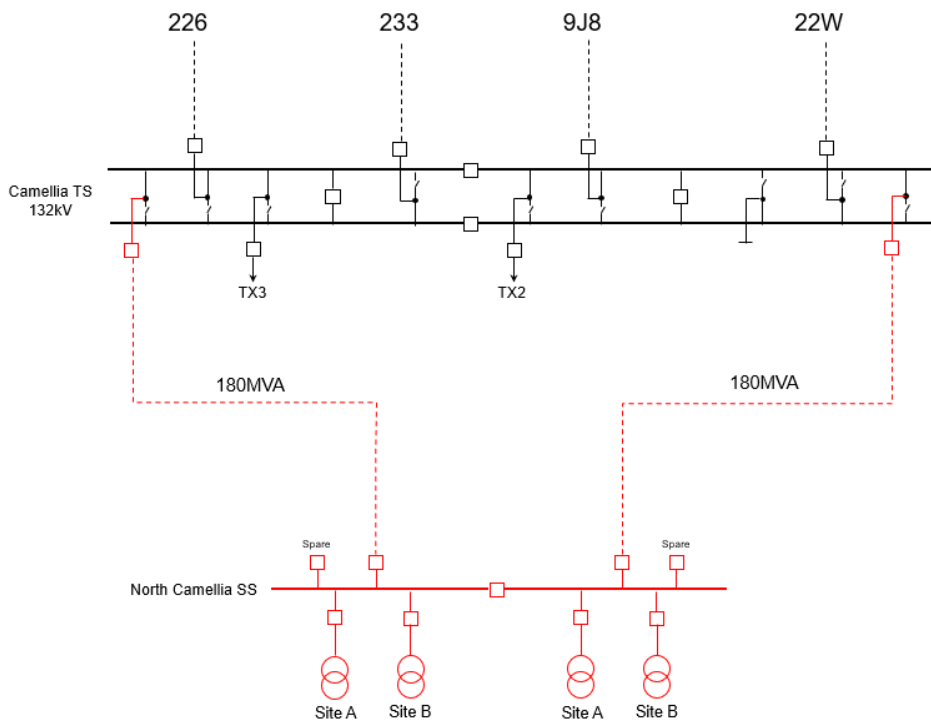 226
233
9J8
22W
Camellia TS
132kV
TX3
TX2
180MVA
180MVA
Spare
Spare
North Camellia SS
Site A
Site B
Site A
Site B